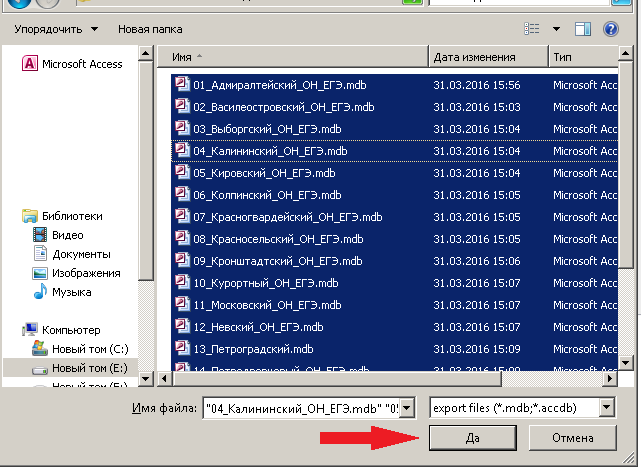 Упорядочить Новая папка
Microsoft Access
Библиотеки
Видео
Документы
Изображения
Музыка
Компьютер
Новый том (C:)
Новый том (E:)
Имя Дата изменения Тип
01_Адмиралтейский_ОН_ЕГЭ.mdb 31.03.2016 15:56 Microsoft Acc
02_Василеостровский_ОН_ЕГЭ.mdb 31.03.2016 15:03 Microsoft Acc
03_Выборгский_ОН_ЕГЭ.mdb 31.03.2016 15:04 Microsoft Acc
04_Калининский_ОН_ЕГЭ.mdb 31.03.2016 15:04 Microsoft Acc
05_Кировский_ОН_ЕГЭ.mdb 31.03.2016 15:04 Microsoft Acc
06_Колпинский_ОН_ЕГЭ.mdb 31.03.2016 15:05 Microsoft Acc
07_Красногвардейский_ОН_ЕГЭ.mdb 31.03.2016 15:05 Microsoft Acc
08_Красносельский_ОН_ЕГЭ.mdb 31.03.2016 15:05 Microsoft Acc
09_Кронштадтский_ОН_ЕГЭ.mdb 31.03.2016 15:06 Microsoft Acc
10_Курортный_ОН_ЕГЭ.mdb 31.03.2016 15:07 Microsoft Acc
11_Московский_ОН_ЕГЭ.mdb 31.03.2016 15:07 Microsoft Acc
12_Невский_ОН_ЕГЭ.mdb 31.03.2016 15:07 Microsoft Acc
13_Петроградский.mdb 31.03.2016 15:09 Microsoft Acc
Имя файла: "04_Калининский_ОН_ЕГЭ.mdb" "05 export files (*.mdb;*.accdb)
Да Отмена